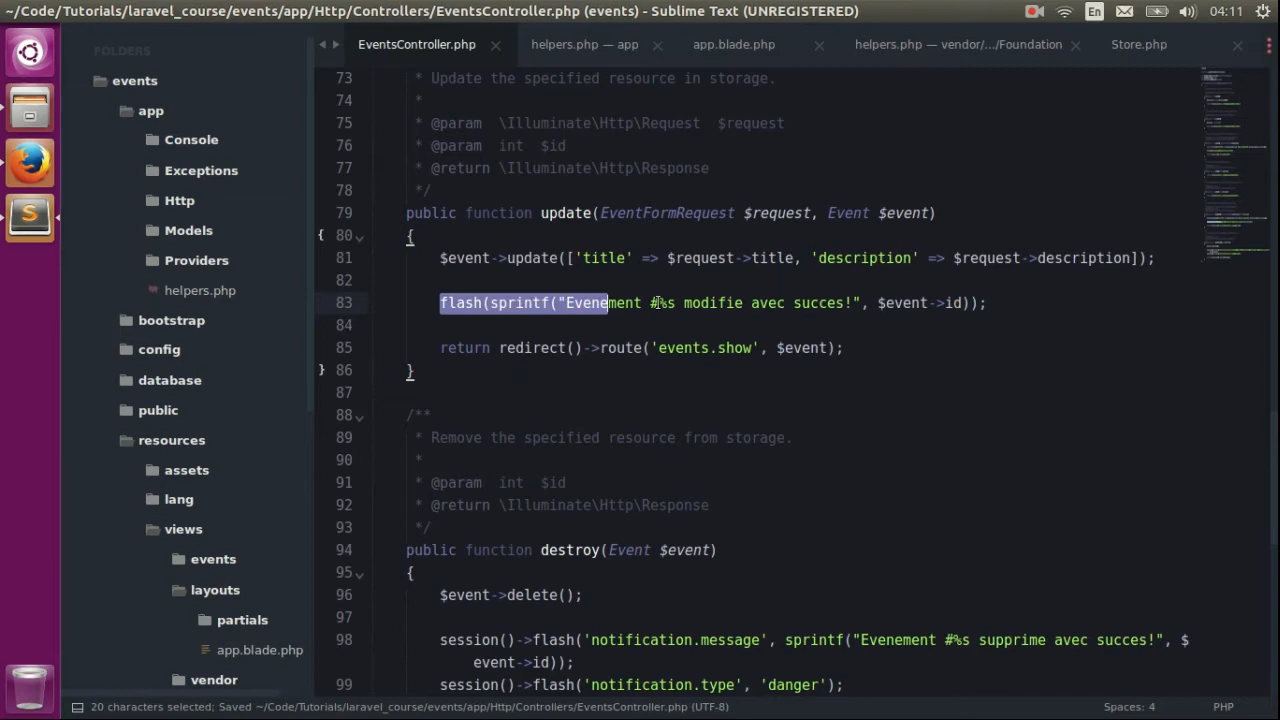 ~/Code/Tutorials/laravel_course/events/app/Http/Controllers/EventsController.php (events) - Sublime Text (UNREGISTERED)
En
04:11
FOLDERS
events
app
Console
Exceptions
Http
Models
Providers
helpers.php
bootstrap
config
database
public
resources
assets
lang
views
events
layouts
partials
app.blade.php
vendor
EventsController.php
helpers.php — app
app.blade.php
helpers.php — vendor/.../Foundation
Store.php
73 * Update the specified resource in storage.
74 *
75 * @param \Illuminate\Http\Request $request
76 * @param int $id
77 * @return \Illuminate\Http\Response
78 */
79 public function update(EventFormRequest $request, Event $event)
80 {
81 $event->update(['title' => $request->title, 'description' => $request->description]);
82
83 flash(sprintf("Evenement #%s modifie avec succes!", $event->id));
84
85 return redirect()->route('events.show', $event);
86 }
87
88 /**
89 * Remove the specified resource from storage.
90 *
91 * @param int $id
92 * @return \Illuminate\Http\Response
93 */
94 public function destroy(Event $event)
95 {
96 $event->delete();
97
98 session()->flash('notification.message', sprintf("Evenement #%s supprime avec succes!", $
event->id));
99 session()->flash('notification.type', 'danger');
20 characters selected; Saved ~/Code/Tutorials/laravel_course/events/app/Http/Controllers/EventsController.php (UTF-8)
Spaces: 4
PHP